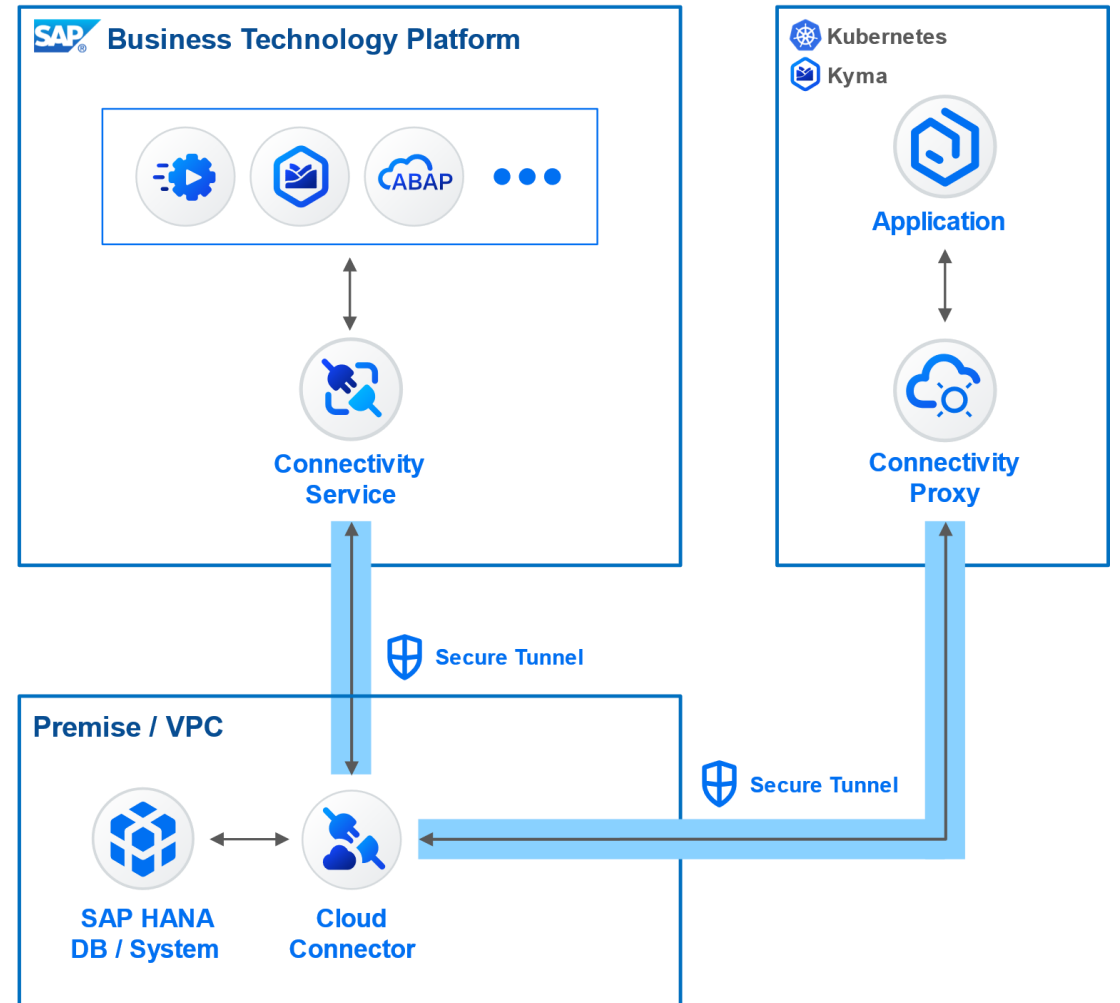 SAP ® Business Technology Platform
ABAP
Connectivity
Service
Kubernetes
Kyma
Application
Connectivity
Proxy
Secure Tunnel
Premise / VPC
Secure Tunnel
SAP HANA
DB / System
Cloud
Connector